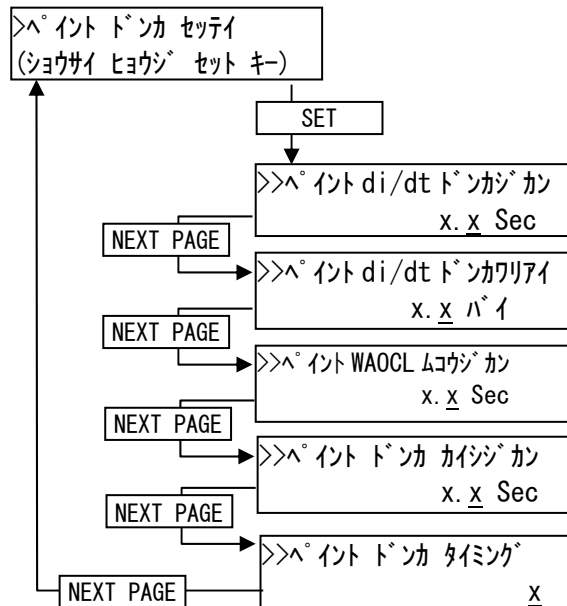 >ﾍﾟｲﾝﾄ ﾄﾞﾝｶ ｾｯﾃｲ
(ｼｮｳｻｲ ﾋｮｳｼﾞ ｾｯﾄ ｷｰ)
SET
>>ﾍﾟｲﾝﾄ di/dt ﾄﾞﾝｶｼﾞｶﾝ
x.x Sec
NEXT PAGE
>>ﾍﾟｲﾝﾄ di/dt ﾄﾞﾝｶﾜﾘｱｲ
x.x ﾊﾞｲ
NEXT PAGE
>>ﾍﾟｲﾝﾄ WAOCL ﾑｺｳｼﾞｶﾝ
x.x Sec
NEXT PAGE
>>ﾍﾟｲﾝﾄ ﾄﾞﾝｶ ｶｲｼｼﾞｶﾝ
x.x Sec
NEXT PAGE
>>ﾍﾟｲﾝﾄ ﾄﾞﾝｶ ﾀｲﾐﾝｸﾞ
x
NEXT PAGE